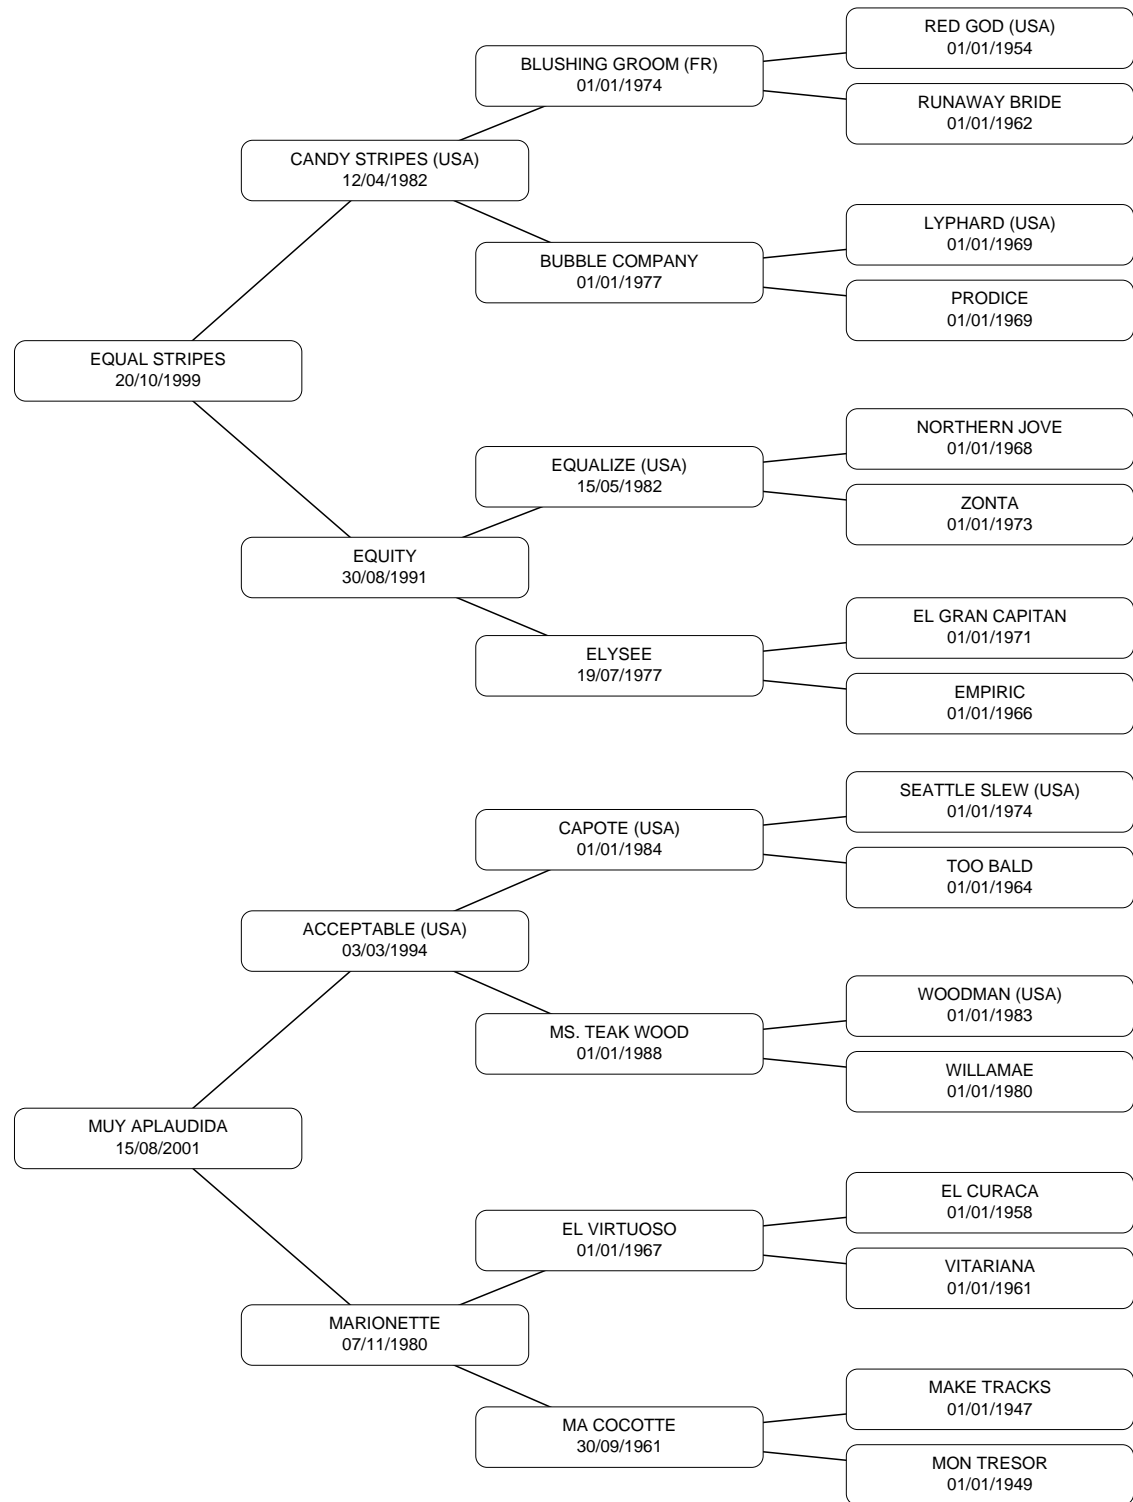 RED GOD (USA)
01/01/1954
BLUSHING GROOM (FR)
01/01/1974
RUNAWAY BRIDE
01/01/1962
CANDY STRIPES (USA)
12/04/1982
LYPHARD (USA)
01/01/1969
BUBBLE COMPANY
01/01/1977
PRODICE
01/01/1969
EQUAL STRIPES
20/10/1999
NORTHERN JOVE
01/01/1968
EQUALIZE (USA)
15/05/1982
ZONTA
01/01/1973
EQUITY
30/08/1991
EL GRAN CAPITAN
01/01/1971
ELYSEE
19/07/1977
EMPIRIC
01/01/1966
SEATTLE SLEW (USA)
01/01/1974
CAPOTE (USA)
01/01/1984
TOO BALD
01/01/1964
ACCEPTABLE (USA)
03/03/1994
WOODMAN (USA)
01/01/1983
MS. TEAK WOOD
01/01/1988
WILLAMAE
01/01/1980
MUY APLAUDIDA
15/08/2001
EL CURACA
01/01/1958
EL VIRTUOSO
01/01/1967
VITARIANA
01/01/1961
MARIONETTE
07/11/1980
MAKE TRACKS
01/01/1947
MA COCOTTE
30/09/1961
MON TRESOR
01/01/1949